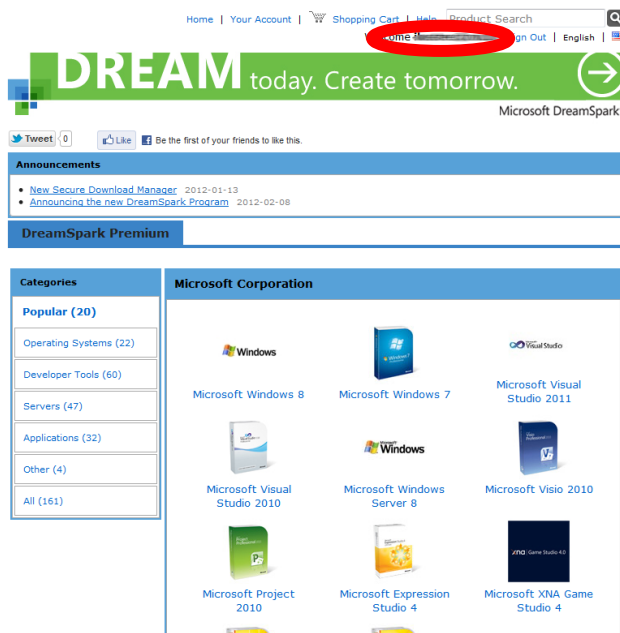 Home | Your Account | Shopping Cart | Help Product Search
Sign Out | English |
DREAM today. Create tomorrow.
Microsoft DreamSpark
Tweet 0 Like Be the first of your friends to like this.
Announcements
New Secure Download Manager 2012-01-13
Announcing the new DreamSpark Program 2012-02-08
DreamSpark Premium
Categories
Popular (20)
Operating Systems (22)
Developer Tools (60)
Servers (47)
Applications (32)
Other (4)
All (161)
Microsoft Corporation
Windows
Visual Studio
Microsoft Windows 8
Microsoft Windows 7
Microsoft Visual
Studio 2011
Windows
Microsoft Visual
Studio 2010
Microsoft Windows
Server 8
Microsoft Visio 2010
xna Game Studio 4.0
Microsoft Project
2010
Microsoft Expression
Studio 4
Microsoft XNA Game
Studio 4